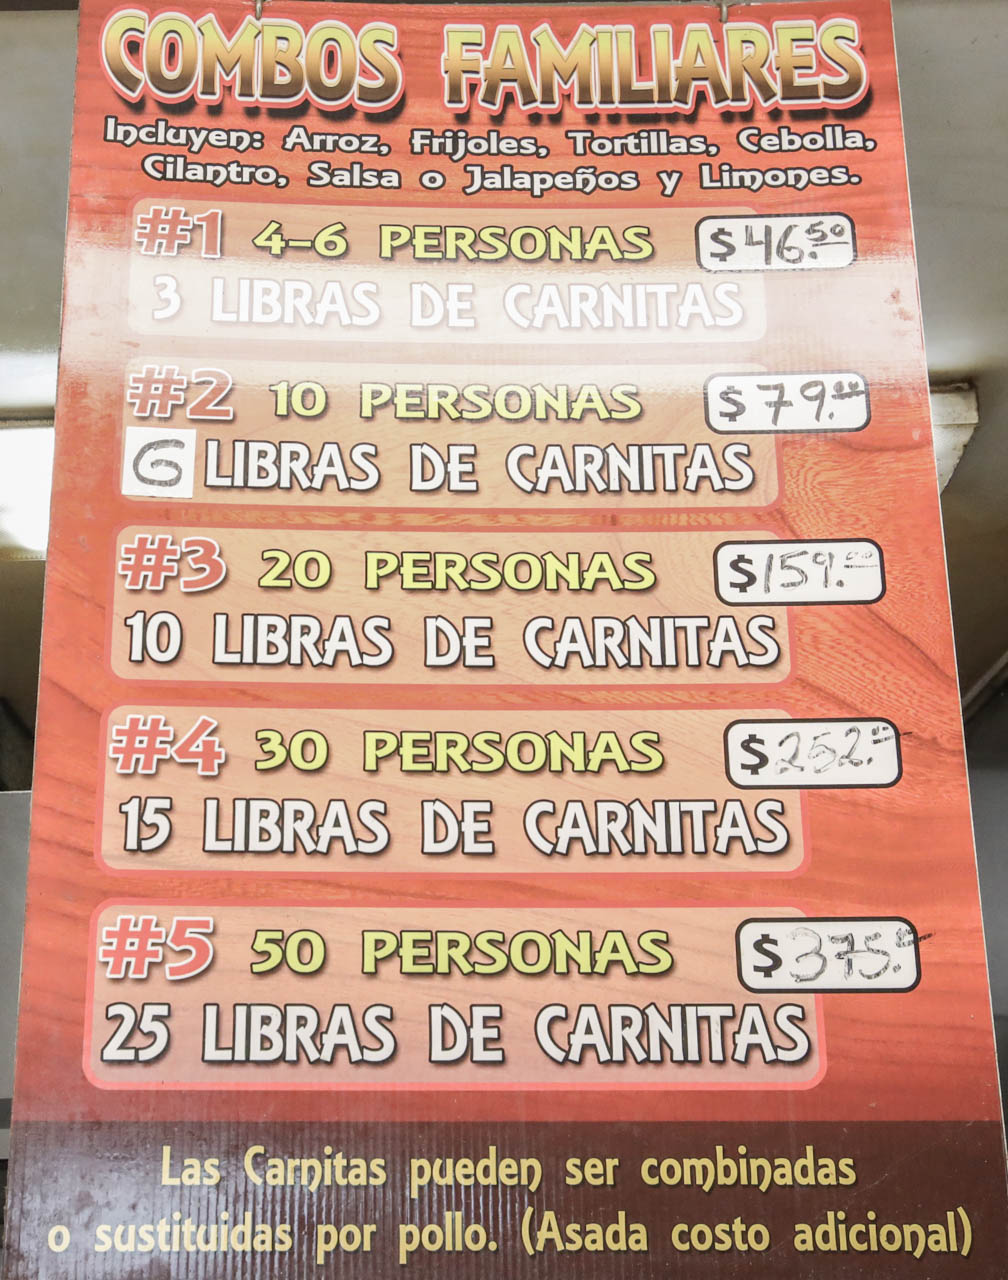 COMBOS FAMILIARES
Incluyen: Arroz, Frijoles, Tortillas, Cebolla,
Cilantro, Salsa o Jalapeños y Limones.
#1 4-6 PERSONAS $46.50
3 LIBRAS DE CARNITAS
#2 10 PERSONAS $79.00
6 LIBRAS DE CARNITAS
#3 20 PERSONAS $159.00
10 LIBRAS DE CARNITAS
#4 30 PERSONAS $252.00
15 LIBRAS DE CARNITAS
#5 50 PERSONAS $375.00
25 LIBRAS DE CARNITAS
Las Carnitas pueden ser combinadas
o sustituidas por pollo. (Asada costo adicional)